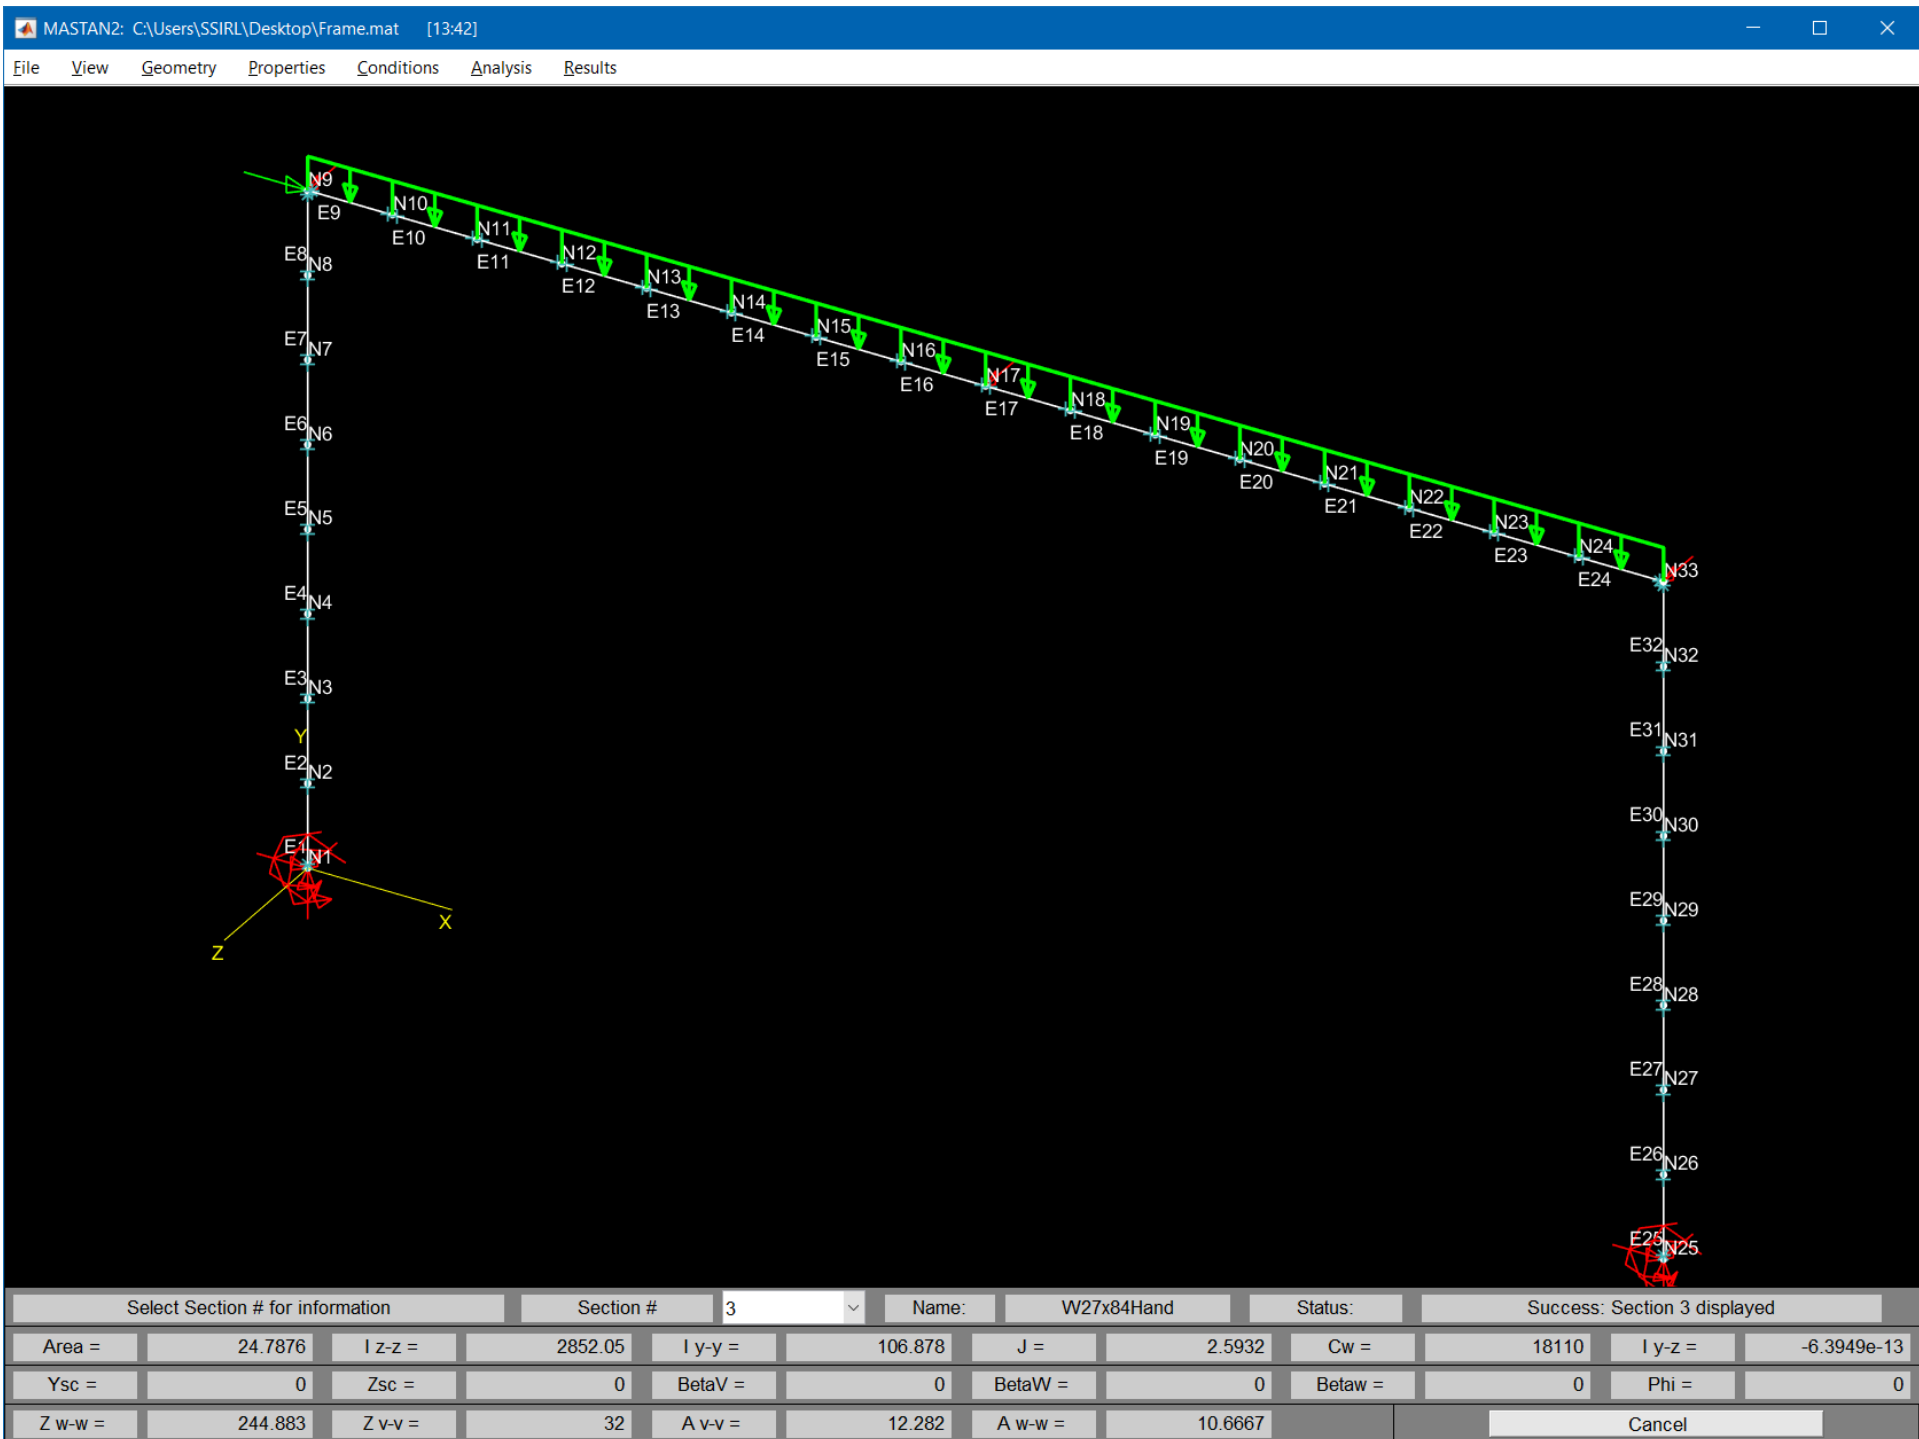 MASTAN2: C:\Users\SSIRL\Desktop\Frame.mat [13:42]
File View Geometry Properties Conditions Analysis Results
N9
E9
N10
E10
N11
E11
N12
E12
N13
E13
N14
E14
N15
E15
N16
E16
N17
E17
N18
E18
N19
E19
N20
E20
N21
E21
N22
E22
N23
E23
N24
E24
N33
E8
N8
E7
N7
E6
N6
E5
N5
E4
N4
E3
N3
Y
E2
N2
E1
N1
X
Z
E32
N32
E31
N31
E30
N30
E29
N29
E28
N28
E27
N27
E26
N26
E25
N25
Select Section # for information Section # 3 Name: W27x84Hand Status: Success: Section 3 displayed
Area = 24.7876 I z-z = 2852.05 I y-y = 106.878 J = 2.5932 Cw = 18110 I y-z = -6.3949e-13
Ysc = 0 Zsc = 0 BetaV = 0 BetaW = 0 Betaw = 0 Phi = 0
Z w-w = 244.883 Z v-v = 32 A v-v = 12.282 A w-w = 10.6667 Cancel